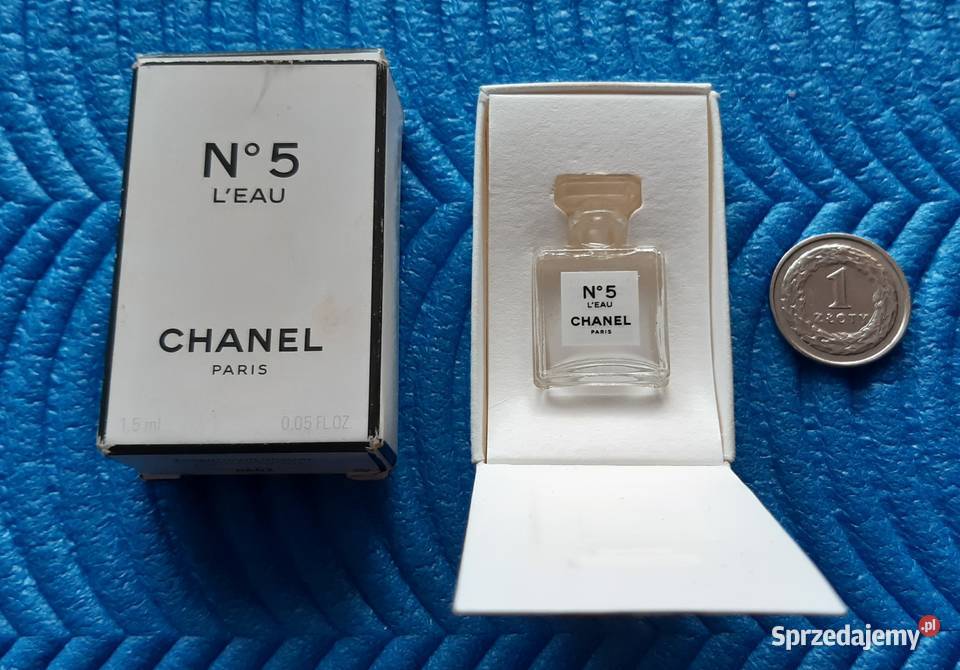 N°5
L'EAU
CHANEL
PARIS
1.5 ml 0.05 FL.OZ
N°5
L'EAU
CHANEL
PARIS
1
ZŁOTY
Sprzedajemy.pl